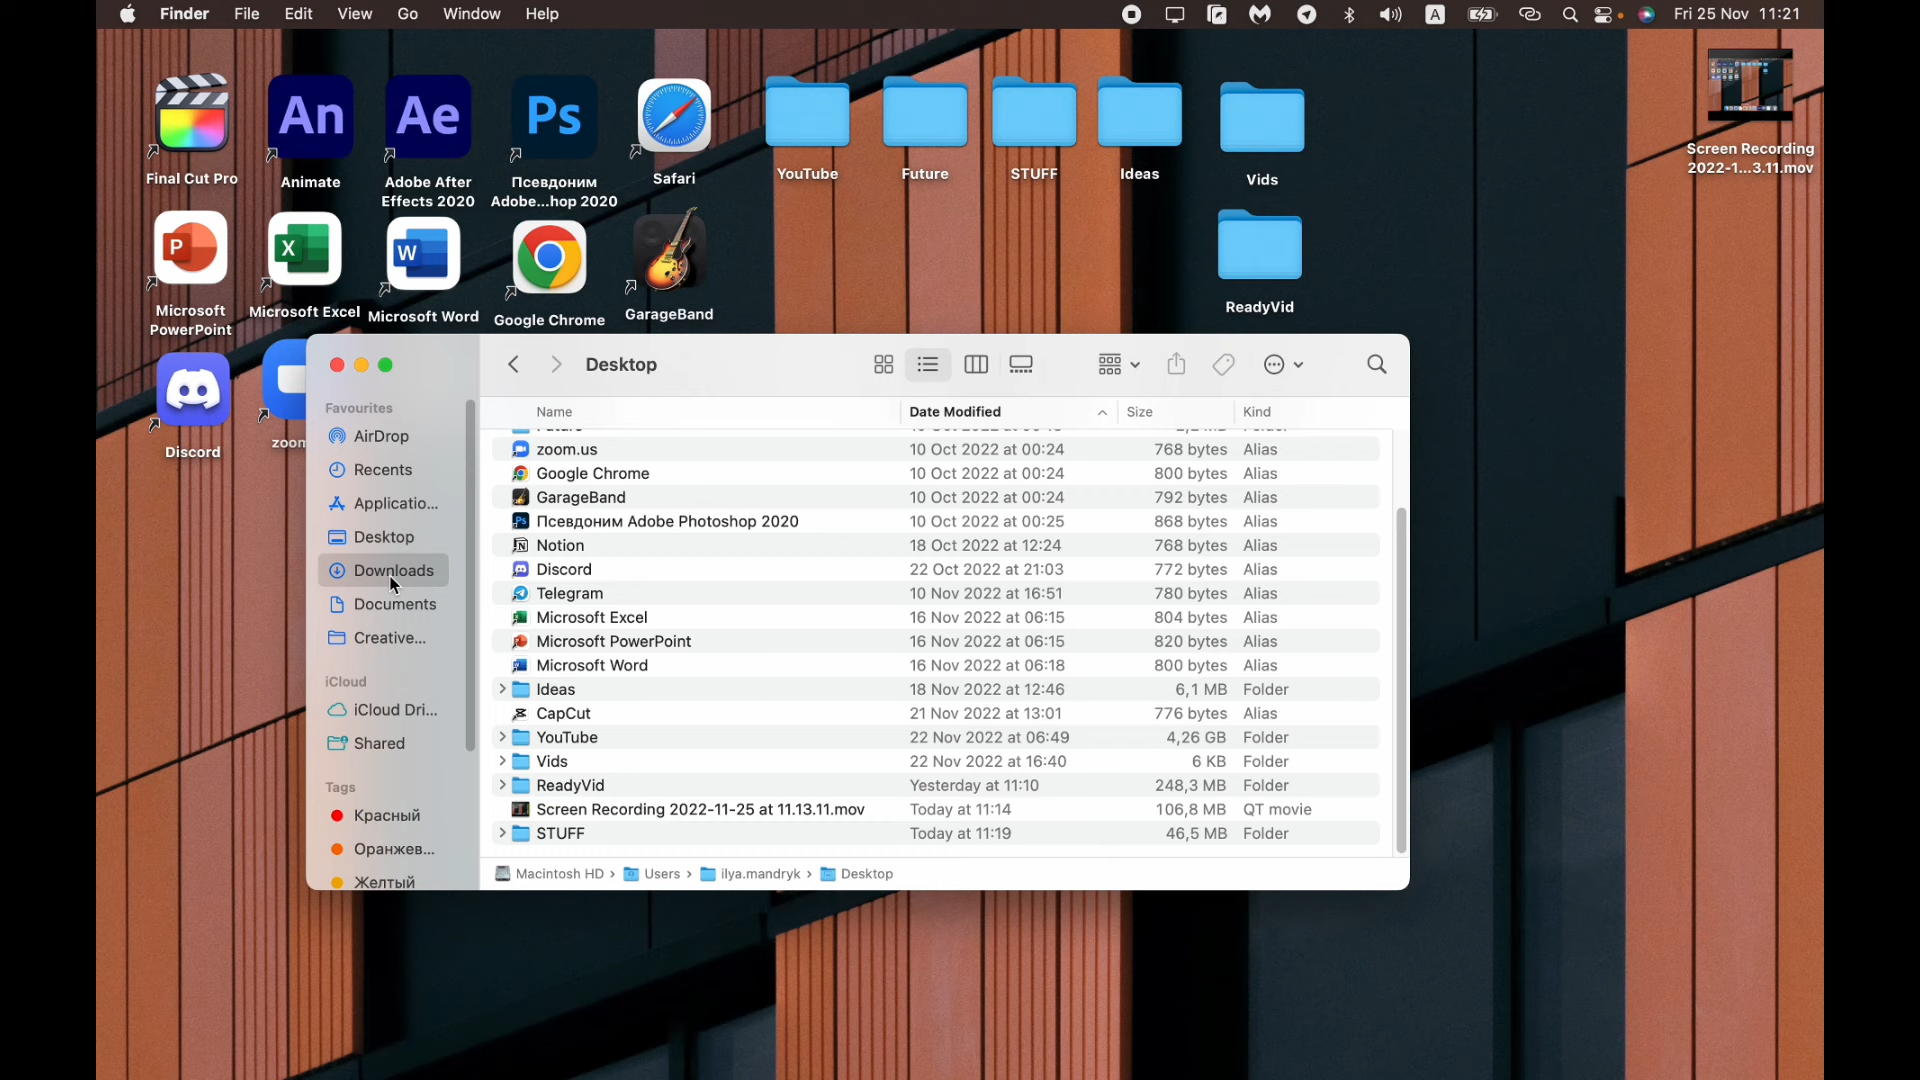 Finder File Edit View Go Window Help
A Fri 25 Nov 11:21
An Ae Ps
Final Cut Pro
Animate
Adobe After
Effects 2020
Псевдоним
Adobe...hop 2020
Safari
YouTube
Future
STUFF
Ideas
Vids
Screen Recording
2022-1...3.11.mov
P X W
Microsoft
PowerPoint
Microsoft Excel
Microsoft Word
Google Chrome
GarageBand
ReadyVid
Discord
zoom
Desktop
Favourites
AirDrop
Recents
Applicatio...
Desktop
Downloads
Documents
Creative...
iCloud
iCloud Dri...
Shared
Tags
Красный
Оранжев...
Желтый
Name Date Modified Size Kind
zoom.us 10 Oct 2022 at 00:24 768 bytes Alias
Google Chrome 10 Oct 2022 at 00:24 800 bytes Alias
GarageBand 10 Oct 2022 at 00:24 792 bytes Alias
Псевдоним Adobe Photoshop 2020 10 Oct 2022 at 00:25 868 bytes Alias
Notion 18 Oct 2022 at 12:24 768 bytes Alias
Discord 22 Oct 2022 at 21:03 772 bytes Alias
Telegram 10 Nov 2022 at 16:51 780 bytes Alias
Microsoft Excel 16 Nov 2022 at 06:15 804 bytes Alias
Microsoft PowerPoint 16 Nov 2022 at 06:15 820 bytes Alias
Microsoft Word 16 Nov 2022 at 06:18 800 bytes Alias
Ideas 18 Nov 2022 at 12:46 6,1 MB Folder
CapCut 21 Nov 2022 at 13:01 776 bytes Alias
YouTube 22 Nov 2022 at 06:49 4,26 GB Folder
Vids 22 Nov 2022 at 16:40 6 KB Folder
ReadyVid Yesterday at 11:10 248,3 MB Folder
Screen Recording 2022-11-25 at 11.13.11.mov Today at 11:14 106,8 MB QT movie
STUFF Today at 11:19 46,5 MB Folder
Macintosh HD › Users › ilya.mandryk › Desktop